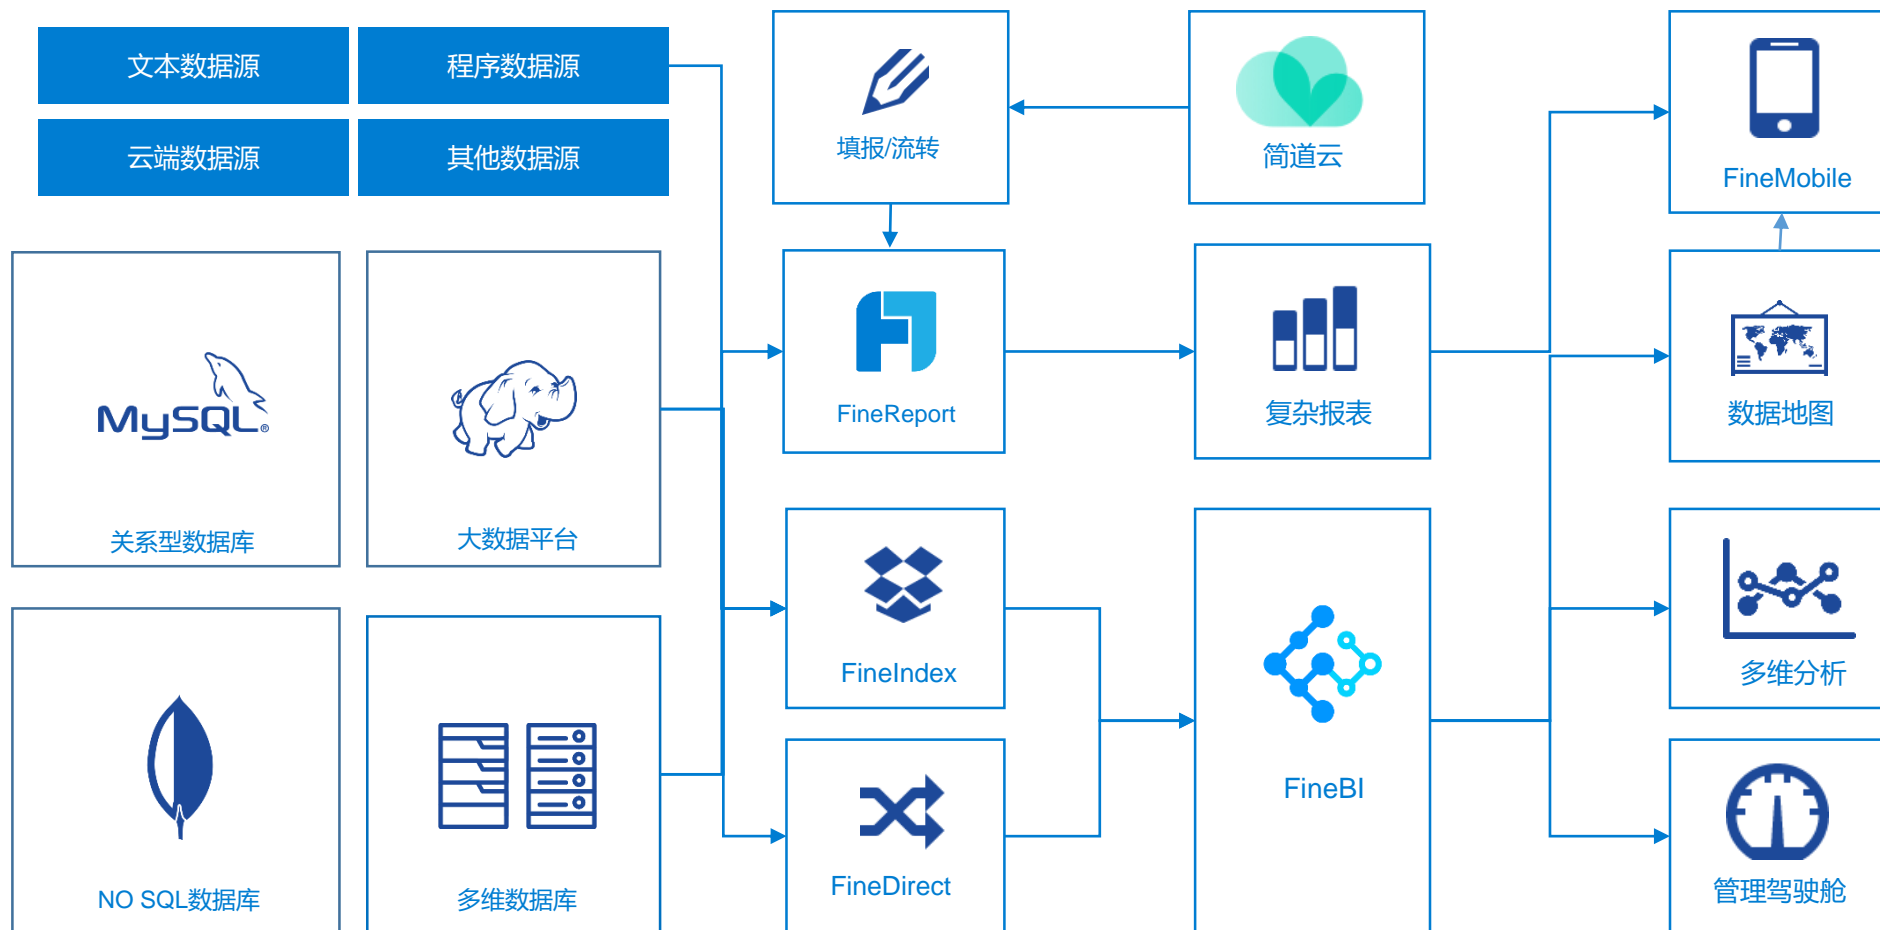 文本数据源
程序数据源
云端数据源
其他数据源
填报/流转
简道云
FineMobile
MySQL®
关系型数据库
大数据平台
FineReport
复杂报表
数据地图
NO SQL数据库
多维数据库
FineIndex
FineDirect
FineBI
多维分析
管理驾驶舱